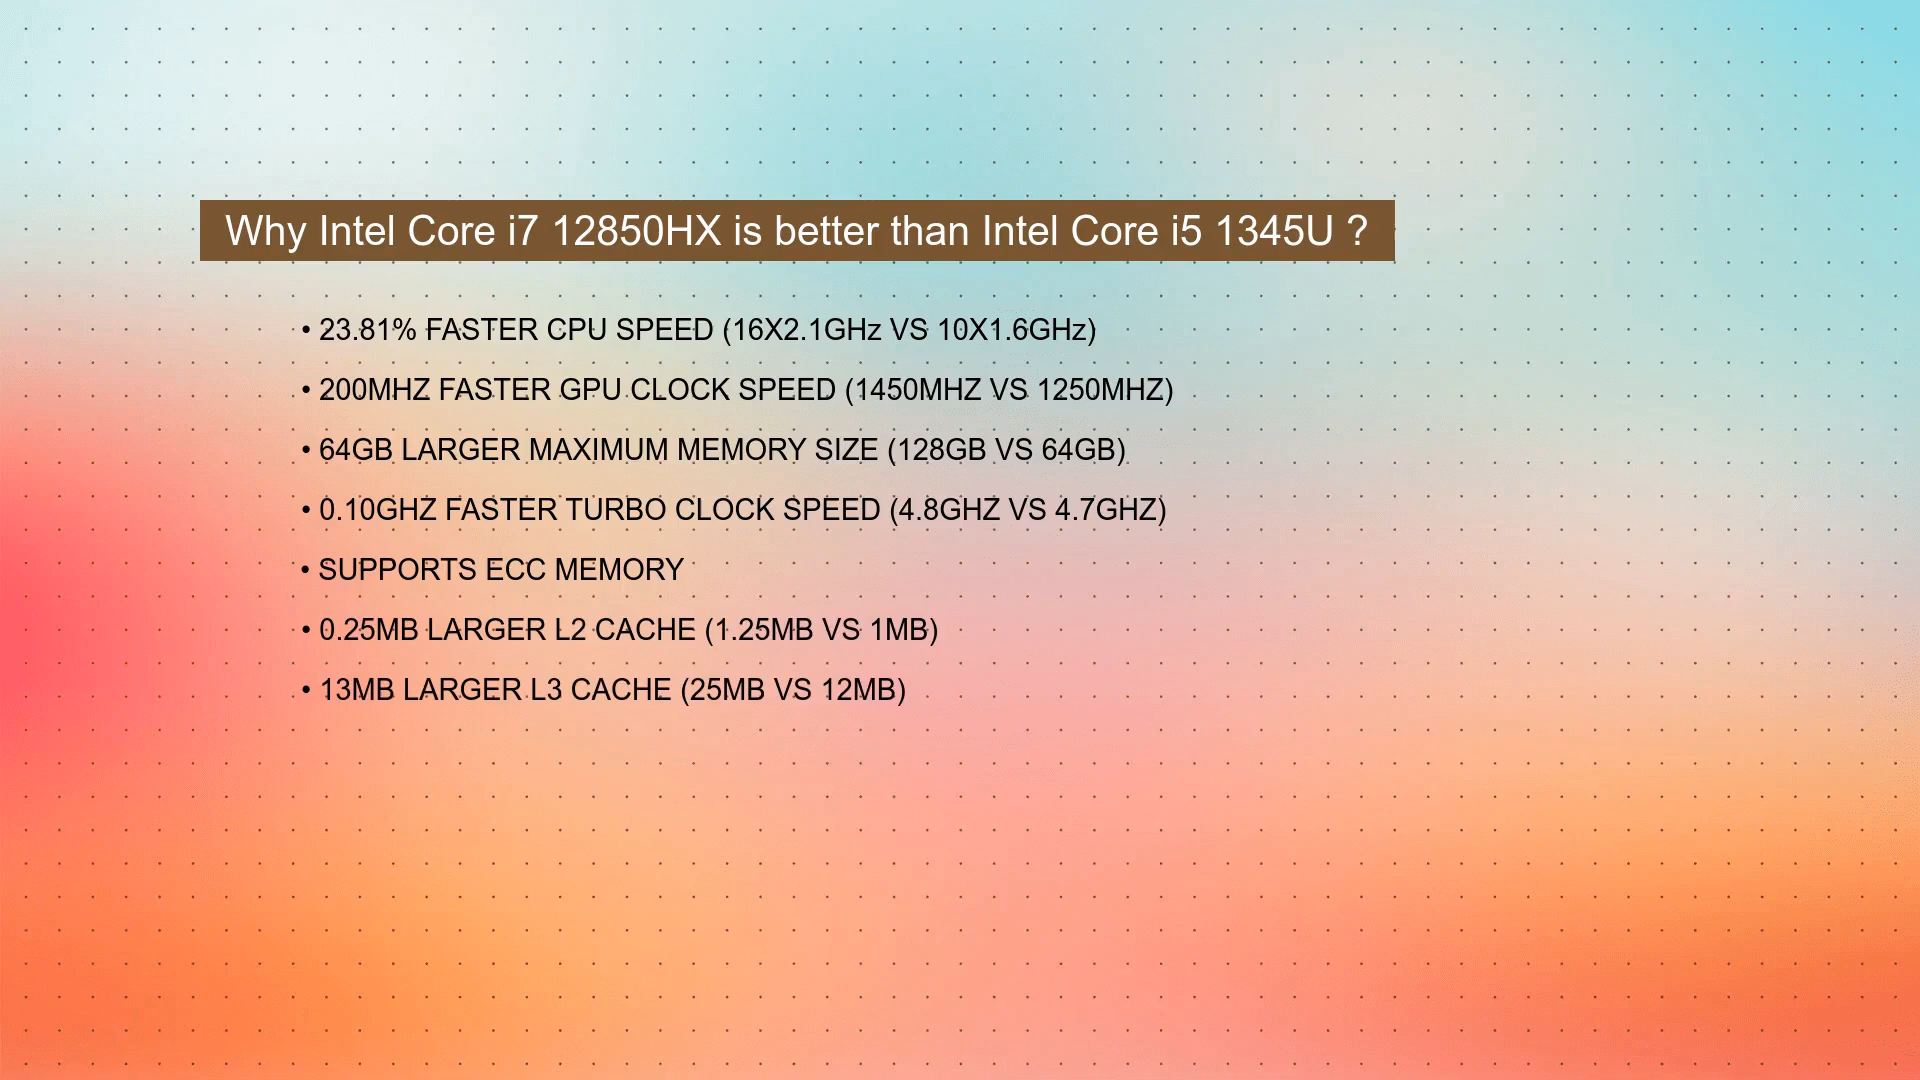 Why Intel Core i7 12850HX is better than Intel Core i5 1345U ?
• 23.81% FASTER CPU SPEED (16X2.1GHz VS 10X1.6GHz)
• 200MHZ FASTER GPU CLOCK SPEED (1450MHZ VS 1250MHZ)
• 64GB LARGER MAXIMUM MEMORY SIZE (128GB VS 64GB)
• 0.10GHZ FASTER TURBO CLOCK SPEED (4.8GHZ VS 4.7GHZ)
• SUPPORTS ECC MEMORY
• 0.25MB LARGER L2 CACHE (1.25MB VS 1MB)
• 13MB LARGER L3 CACHE (25MB VS 12MB)